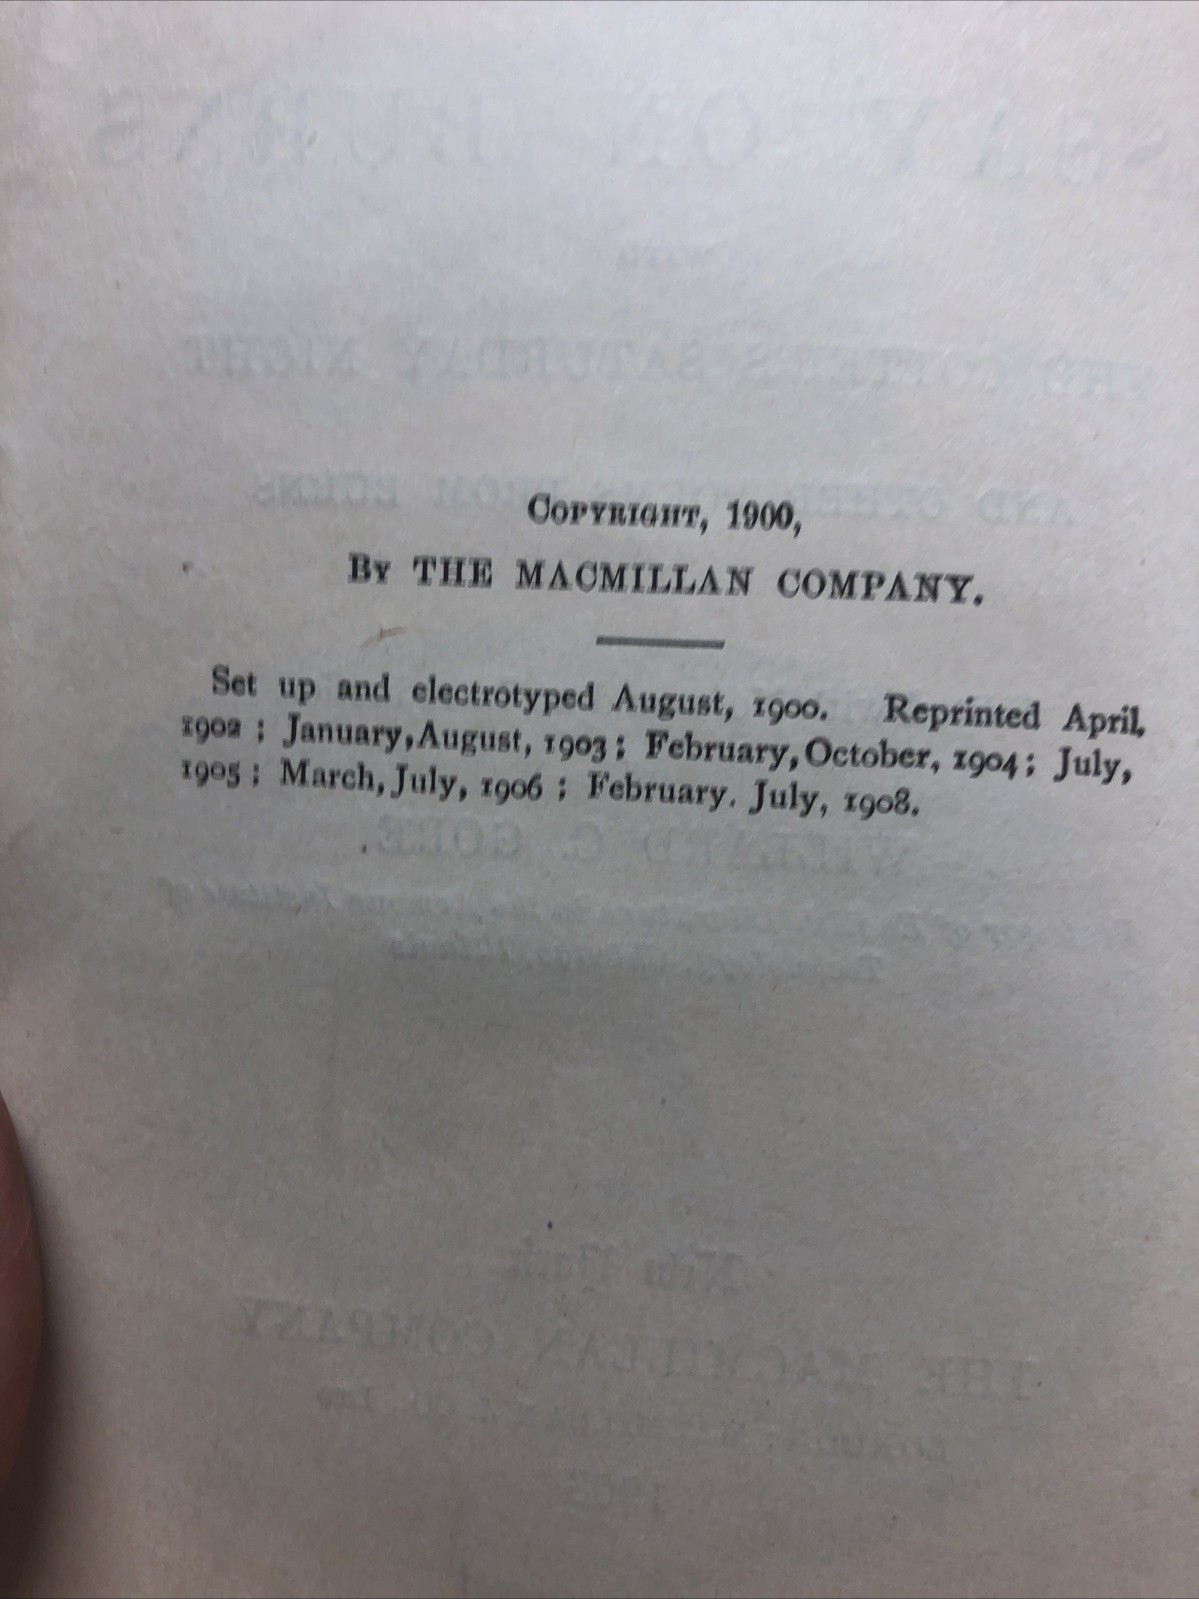 COPYRIGHT, 1900,
BY THE MACMILLAN COMPANY.
Set up and electrotyped August, 1900. Reprinted April,
1902; January, August, 1903; February, October, 1904; July,
1905; March, July, 1906; February. July, 1908.